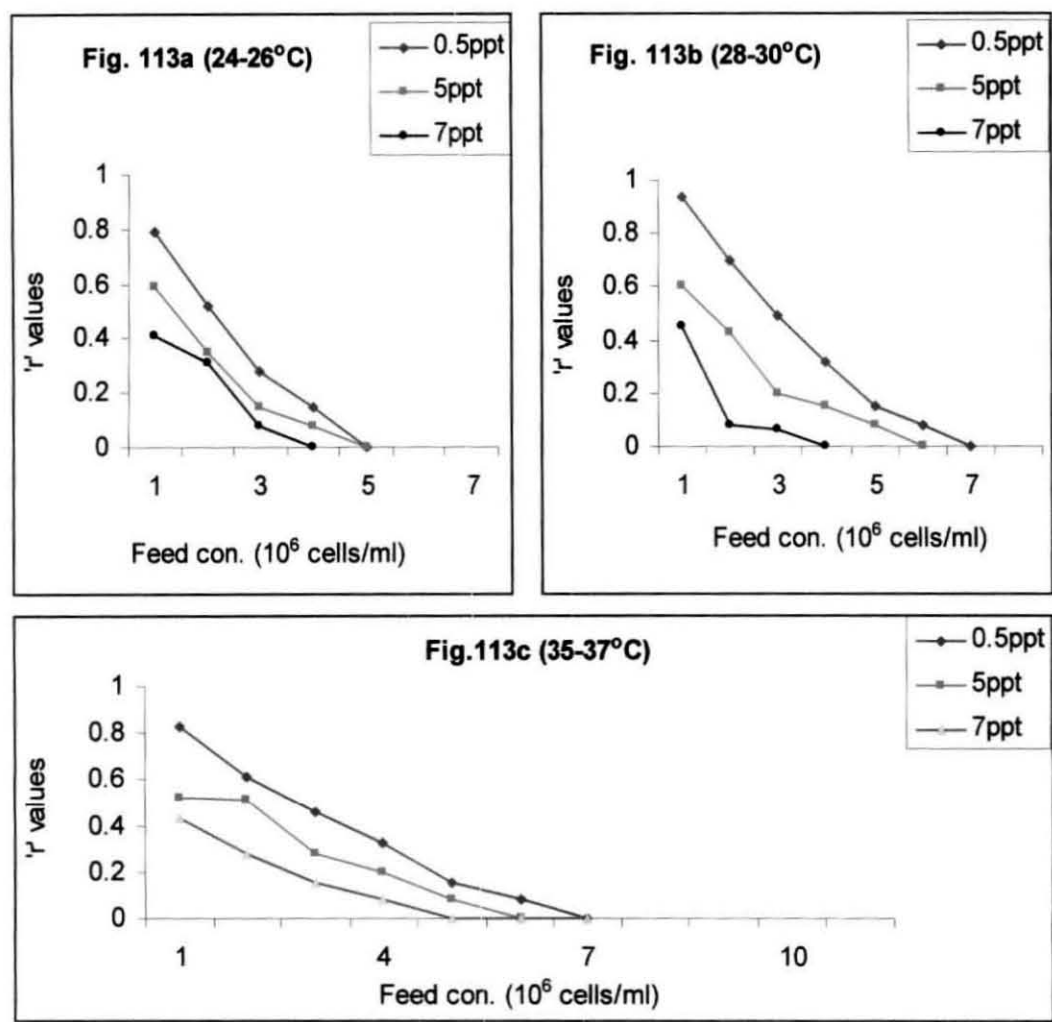 Fig. 113a (24-26°C)
0.5ppt
5ppt
7ppt
1
0.8
0.6
0.4
0.2
0
'r' values
1 3 5 7
Feed con. (10⁶ cells/ml)
Fig. 113b (28-30°C)
0.5ppt
5ppt
7ppt
1
0.8
0.6
0.4
0.2
0
'r' values
1 3 5 7
Feed con. (10⁶ cells/ml)
Fig.113c (35-37°C)
0.5ppt
5ppt
7ppt
1
0.8
0.6
0.4
0.2
0
'r' values
1 4 7 10
Feed con. (10⁶ cells/ml)